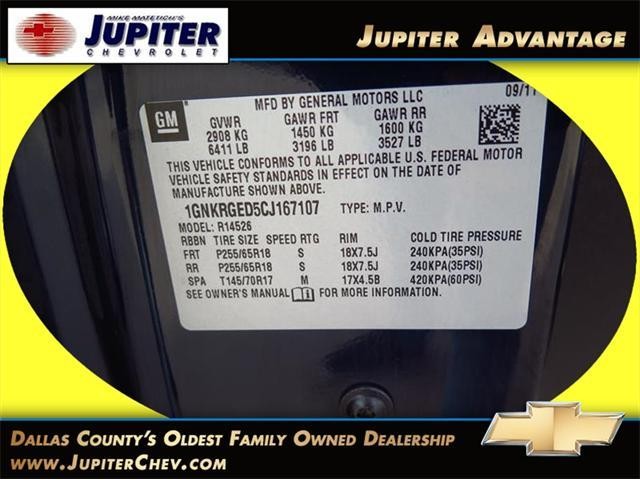 MIKE MATETICH'S
JUPITER
CHEVROLET
JUPITER ADVANTAGE
MFD BY GENERAL MOTORS LLC
09/11
GM
GVWR GAWR FRT GAWR RR
2908 KG 1450 KG 1600 KG
6411 LB 3196 LB 3527 LB
THIS VEHICLE CONFORMS TO ALL APPLICABLE U.S. FEDERAL MOTOR
VEHICLE SAFETY STANDARDS IN EFFECT ON THE DATE OF
MANUFACTURE SHOWN ABOVE.
1GNKRGED5CJ167107 TYPE: M.P.V.
MODEL: R14526
RBBN TIRE SIZE SPEED RTG RIM COLD TIRE PRESSURE
FRT P255/65R18 S 18X7.5J 240KPA(35PSI)
RR P255/65R18 S 18X7.5J 240KPA(35PSI)
SPA T145/70R17 M 17X4.5B 420KPA(60PSI)
SEE OWNER'S MANUAL FOR MORE INFORMATION.
DALLAS COUNTY'S OLDEST FAMILY OWNED DEALERSHIP
WWW.JUPITERCHEV.COM